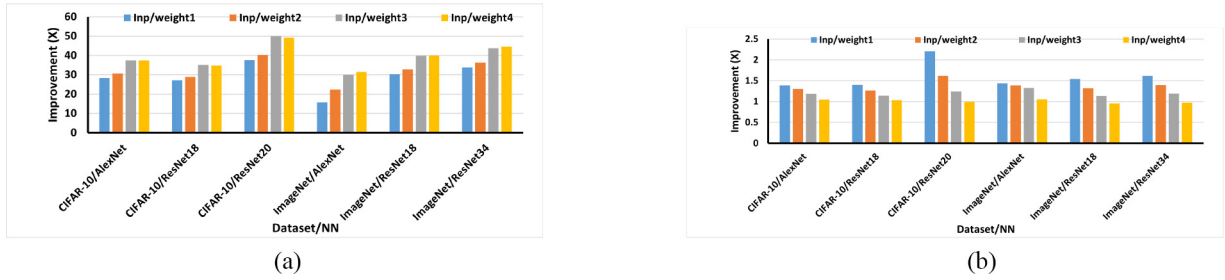 Inp/weight1 Inp/weight2 Inp/weight3 Inp/weight4
60
50
40
30
20
10
0
Improvement (X)
CIFAR-10/AlexNet
CIFAR-10/ResNet18
CIFAR-10/ResNet20
ImageNet/AlexNet
ImageNet/ResNet18
ImageNet/ResNet34
Dataset/NN
(a)
Inp/weight1 Inp/weight2 Inp/weight3 Inp/weight4
2.5
2
1.5
1
0.5
0
Improvement (X)
CIFAR-10/AlexNet
CIFAR-10/ResNet18
CIFAR-10/ResNet20
ImageNet/AlexNet
ImageNet/ResNet18
ImageNet/ResNet34
Dataset/NN
(b)